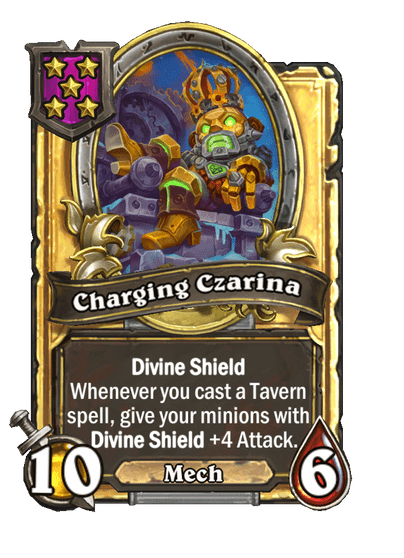 Charging Czarina
Divine Shield
Whenever you cast a Tavern
spell, give your minions with
Divine Shield +4 Attack.
10
Mech
6